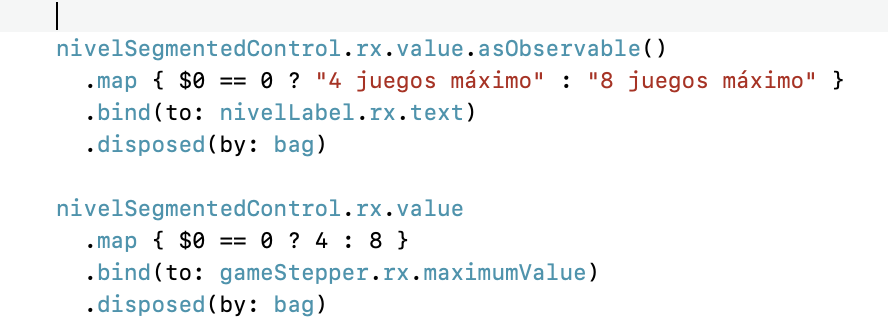 nivelSegmentedControl.rx.value.asObservable()
.map { $0 == 0 ? "4 juegos máximo" : "8 juegos máximo" }
.bind(to: nivelLabel.rx.text)
.disposed(by: bag)
nivelSegmentedControl.rx.value
.map { $0 == 0 ? 4 : 8 }
.bind(to: gameStepper.rx.maximumValue)
.disposed(by: bag)